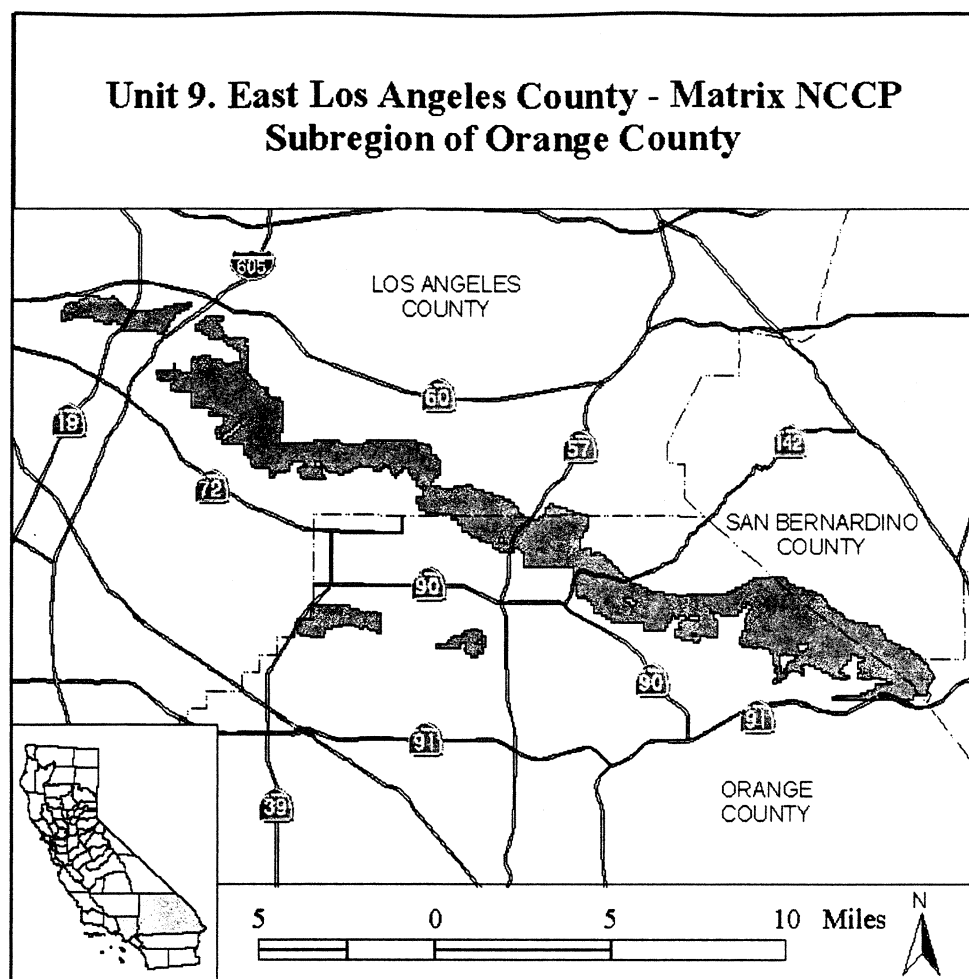 Unit 9. East Los Angeles County - Matrix NCCP
Subregion of Orange County
605
LOS ANGELES
COUNTY
60
19
57
142
72
SAN BERNARDINO
COUNTY
90
90
91
91
39
ORANGE
COUNTY
N
5 0 5 10 Miles